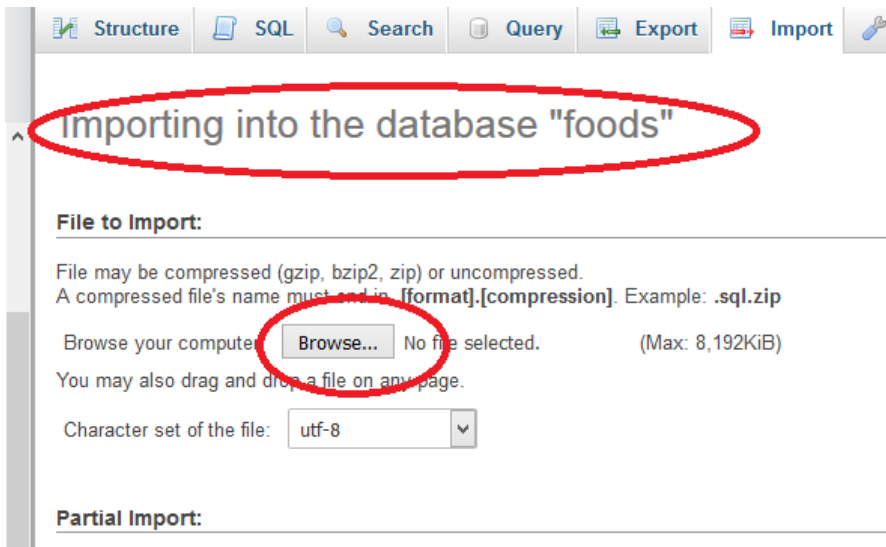 Structure SQL Search Query Export Import
Importing into the database "foods"
File to Import:
File may be compressed (gzip, bzip2, zip) or uncompressed.
A compressed file's name must end in .[format].[compression]. Example: .sql.zip
Browse your computer: Browse... No file selected. (Max: 8,192KiB)
You may also drag and drop a file on any page.
Character set of the file: utf-8
Partial Import: